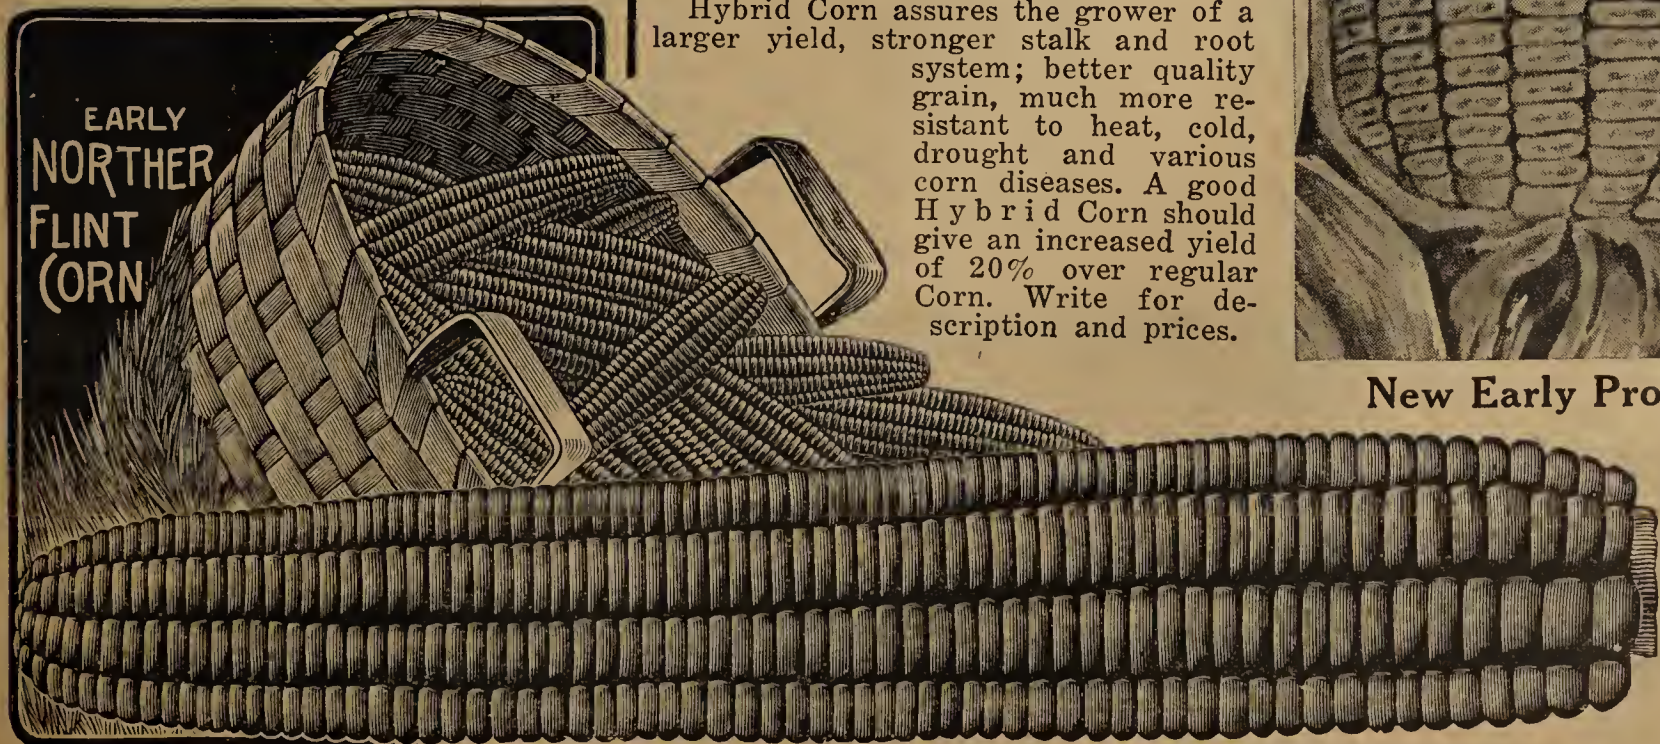 EARLY
NORTHER
FLINT
CORN
Hybrid Corn assures the grower of a
larger yield, stronger stalk and root
system; better quality
grain, much more re-
sistant to heat, cold,
drought and various
corn diseases. A good
Hybrid Corn should
give an increased yield
of 20% over regular
Corn. Write for de-
scription and prices.
New Early Pro